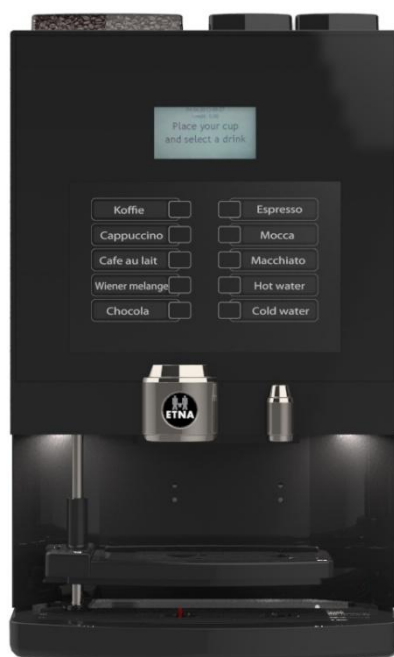 Place your cup
and select a drink
Koffie
Espresso
Cappuccino
Mocca
Cafe au lait
Macchiato
Wiener melange
Hot water
Chocola
Cold water
ETNA